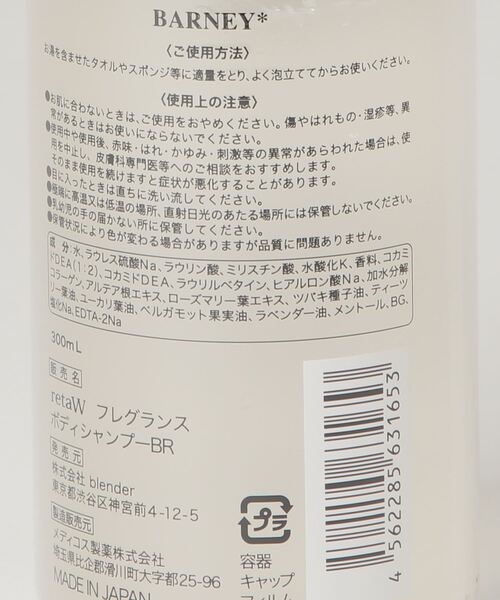 BARNEY*
〈ご使用方法〉
お湯を含ませたタオルやスポンジ等に適量をとり、よく泡立ててからお使いください。
〈使用上の注意〉
●お肌に合わないときは、ご使用をおやめください。傷やはれもの・湿疹等、異
常があるときはお使いにならないでください。
●使用中や使用後、赤味・はれ・かゆみ・刺激等の異常があらわれた場合は、使
用を中止し、皮膚科専門医等へのご相談をおすすめします。
そのまま使用を続けますと症状が悪化することがあります。
●目に入ったときは直ちに洗い流してください。
●極端に高温又は低温の場所、直射日光のあたる場所には保管しないでください。
●乳幼児の手の届かない所に保管してください。
●保管状況により色が変わる場合がありますが品質に問題ありません。
成 分:水、ラウレス硫酸Na、ラウリン酸、ミリスチン酸、水酸化K、香料、コカミ
ドDEA(1:2)、コカミドDEA、ラウリルベタイン、ヒアルロン酸Na、加水分解
コラーゲン、アルテア根エキス、ローズマリー葉エキス、ツバキ種子油、ティーツ
リー葉油、ユーカリ葉油、ベルガモット果実油、ラベンダー油、メントール、BG、
塩化Na、EDTA-2Na
300mL
販売名
retaW フレグランス
ボディシャンプーBR
発売元
株式会社 blender
東京都渋谷区神宮前4-12-5
製造販売元
メディコス製薬株式会社
埼玉県比企郡滑川町大字都25-96
MADE IN JAPAN
プラ
容器
キャップ
フィルム
4 562285 631653